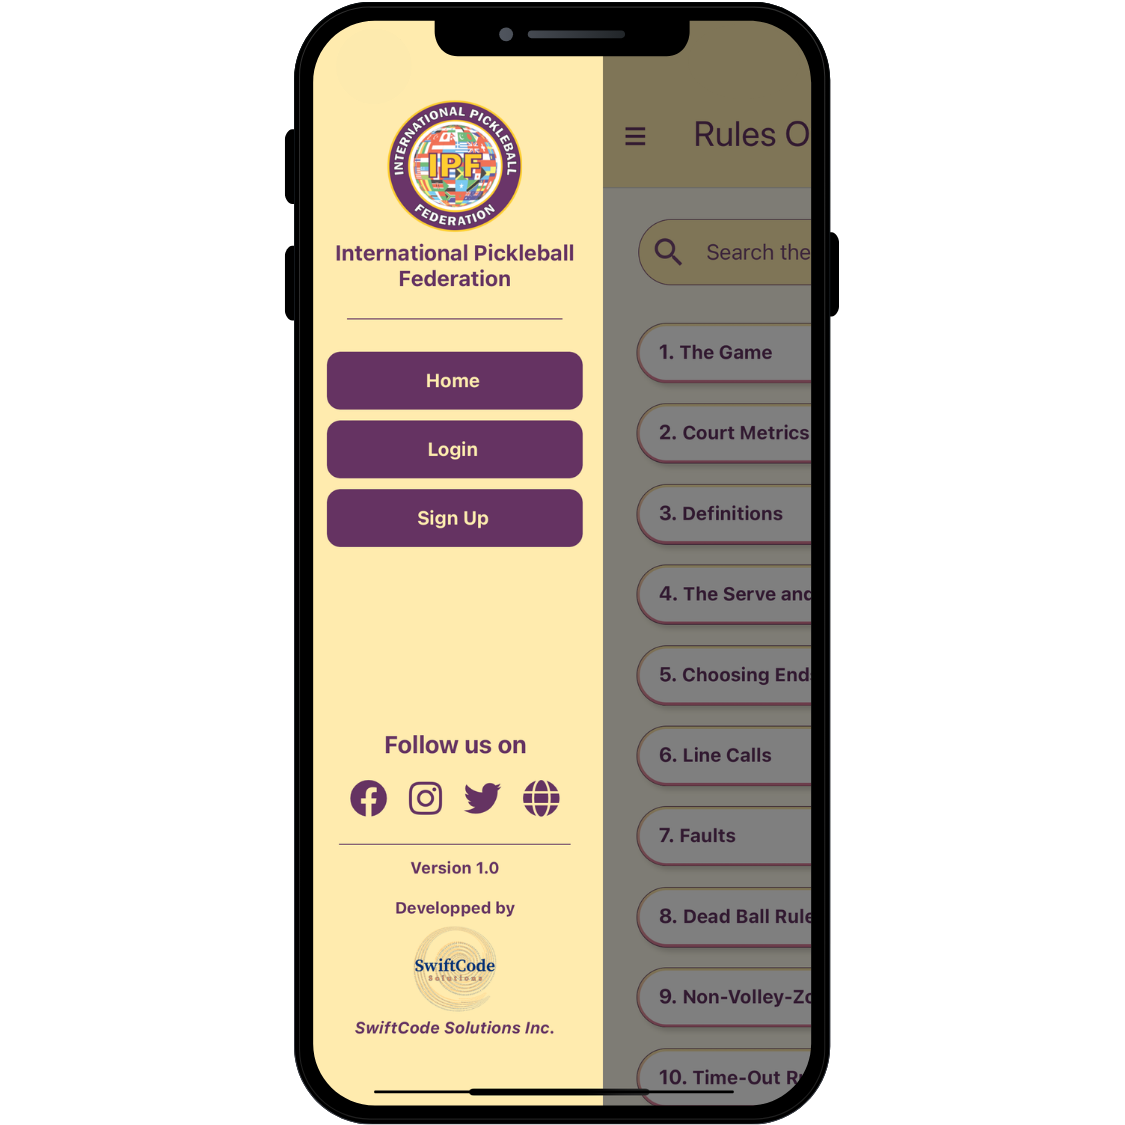 INTERNATIONAL PICKLEBALL
IPF
FEDERATION
International Pickleball
Federation
Home
Login
Sign Up
Follow us on
Version 1.0
Developped by
SwiftCode
Solutions
SwiftCode Solutions Inc.
Rules O
Search the
1. The Game
2. Court Metrics
3. Definitions
4. The Serve and
5. Choosing End
6. Line Calls
7. Faults
8. Dead Ball Rule
9. Non-Volley-Zo
10. Time-Out R